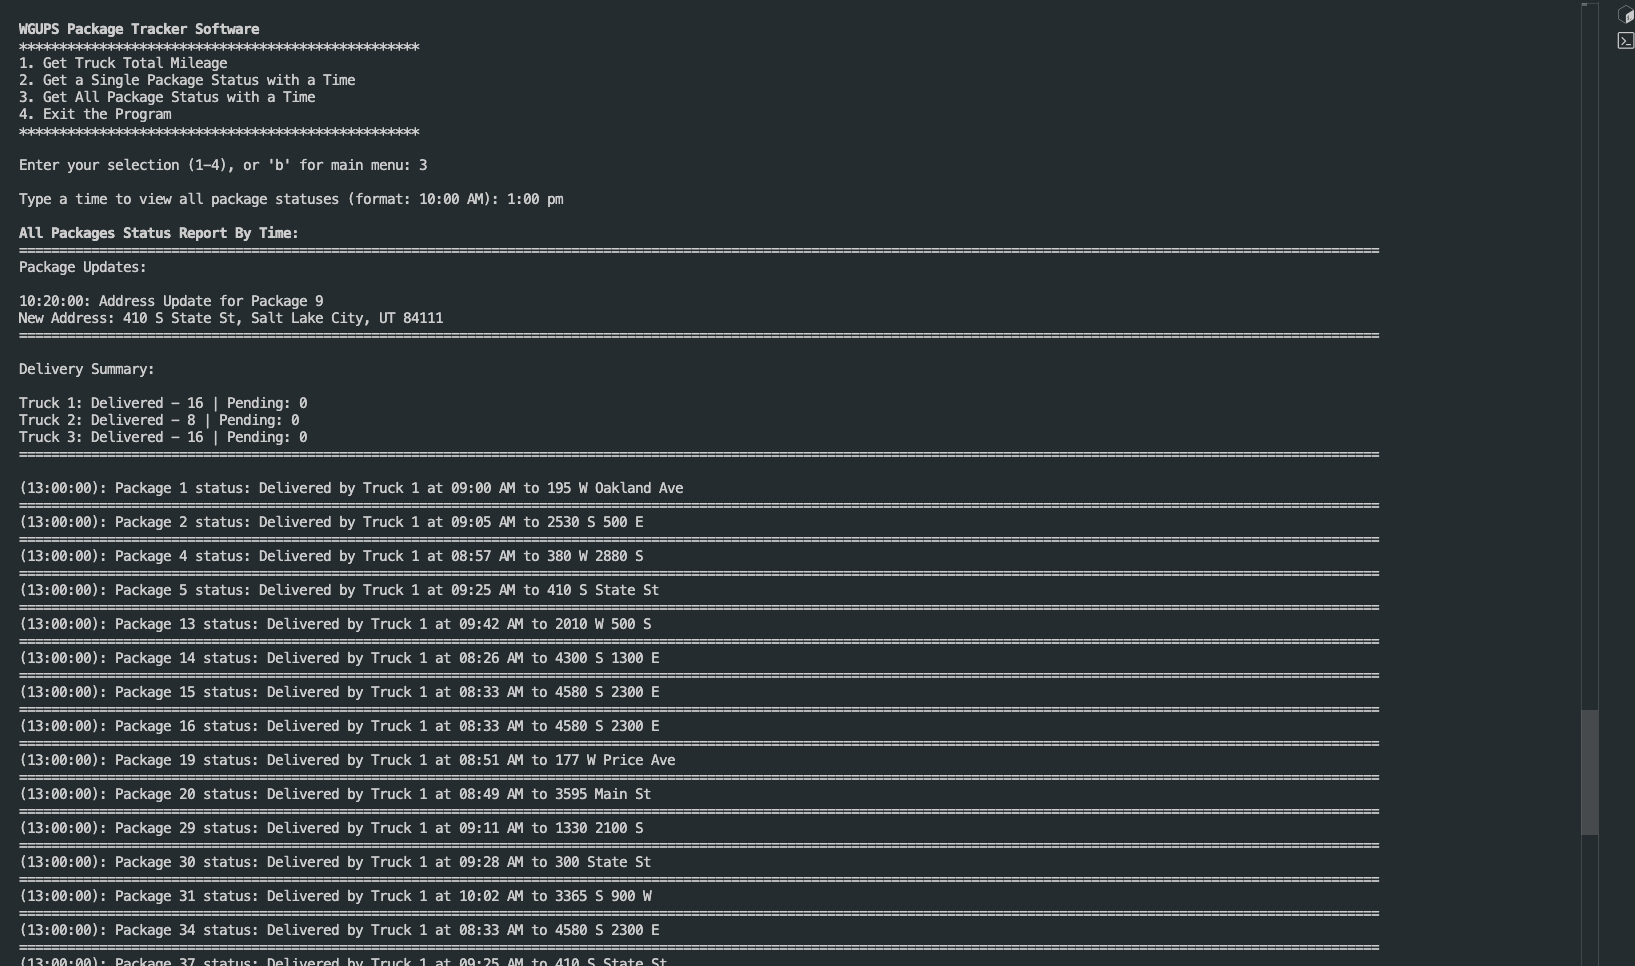 WGUPS Package Tracker Software
**************************************************
1. Get Truck Total Mileage
2. Get a Single Package Status with a Time
3. Get All Package Status with a Time
4. Exit the Program
**************************************************
Enter your selection (1-4), or 'b' for main menu: 3
Type a time to view all package statuses (format: 10:00 AM): 1:00 pm
All Packages Status Report By Time:
Package Updates:
10:20:00: Address Update for Package 9
New Address: 410 S State St, Salt Lake City, UT 84111
Delivery Summary:
Truck 1: Delivered - 16 | Pending: 0
Truck 2: Delivered - 8 | Pending: 0
Truck 3: Delivered - 16 | Pending: 0
(13:00:00): Package 1 status: Delivered by Truck 1 at 09:00 AM to 195 W Oakland Ave
(13:00:00): Package 2 status: Delivered by Truck 1 at 09:05 AM to 2530 S 500 E
(13:00:00): Package 4 status: Delivered by Truck 1 at 08:57 AM to 380 W 2880 S
(13:00:00): Package 5 status: Delivered by Truck 1 at 09:25 AM to 410 S State St
(13:00:00): Package 13 status: Delivered by Truck 1 at 09:42 AM to 2010 W 500 S
(13:00:00): Package 14 status: Delivered by Truck 1 at 08:26 AM to 4300 S 1300 E
(13:00:00): Package 15 status: Delivered by Truck 1 at 08:33 AM to 4580 S 2300 E
(13:00:00): Package 16 status: Delivered by Truck 1 at 08:33 AM to 4580 S 2300 E
(13:00:00): Package 19 status: Delivered by Truck 1 at 08:51 AM to 177 W Price Ave
(13:00:00): Package 20 status: Delivered by Truck 1 at 08:49 AM to 3595 Main St
(13:00:00): Package 29 status: Delivered by Truck 1 at 09:11 AM to 1330 2100 S
(13:00:00): Package 30 status: Delivered by Truck 1 at 09:28 AM to 300 State St
(13:00:00): Package 31 status: Delivered by Truck 1 at 10:02 AM to 3365 S 900 W
(13:00:00): Package 34 status: Delivered by Truck 1 at 08:33 AM to 4580 S 2300 E
(13:00:00): Package 37 status: Delivered by Truck 1 at 09:25 AM to 410 S State St